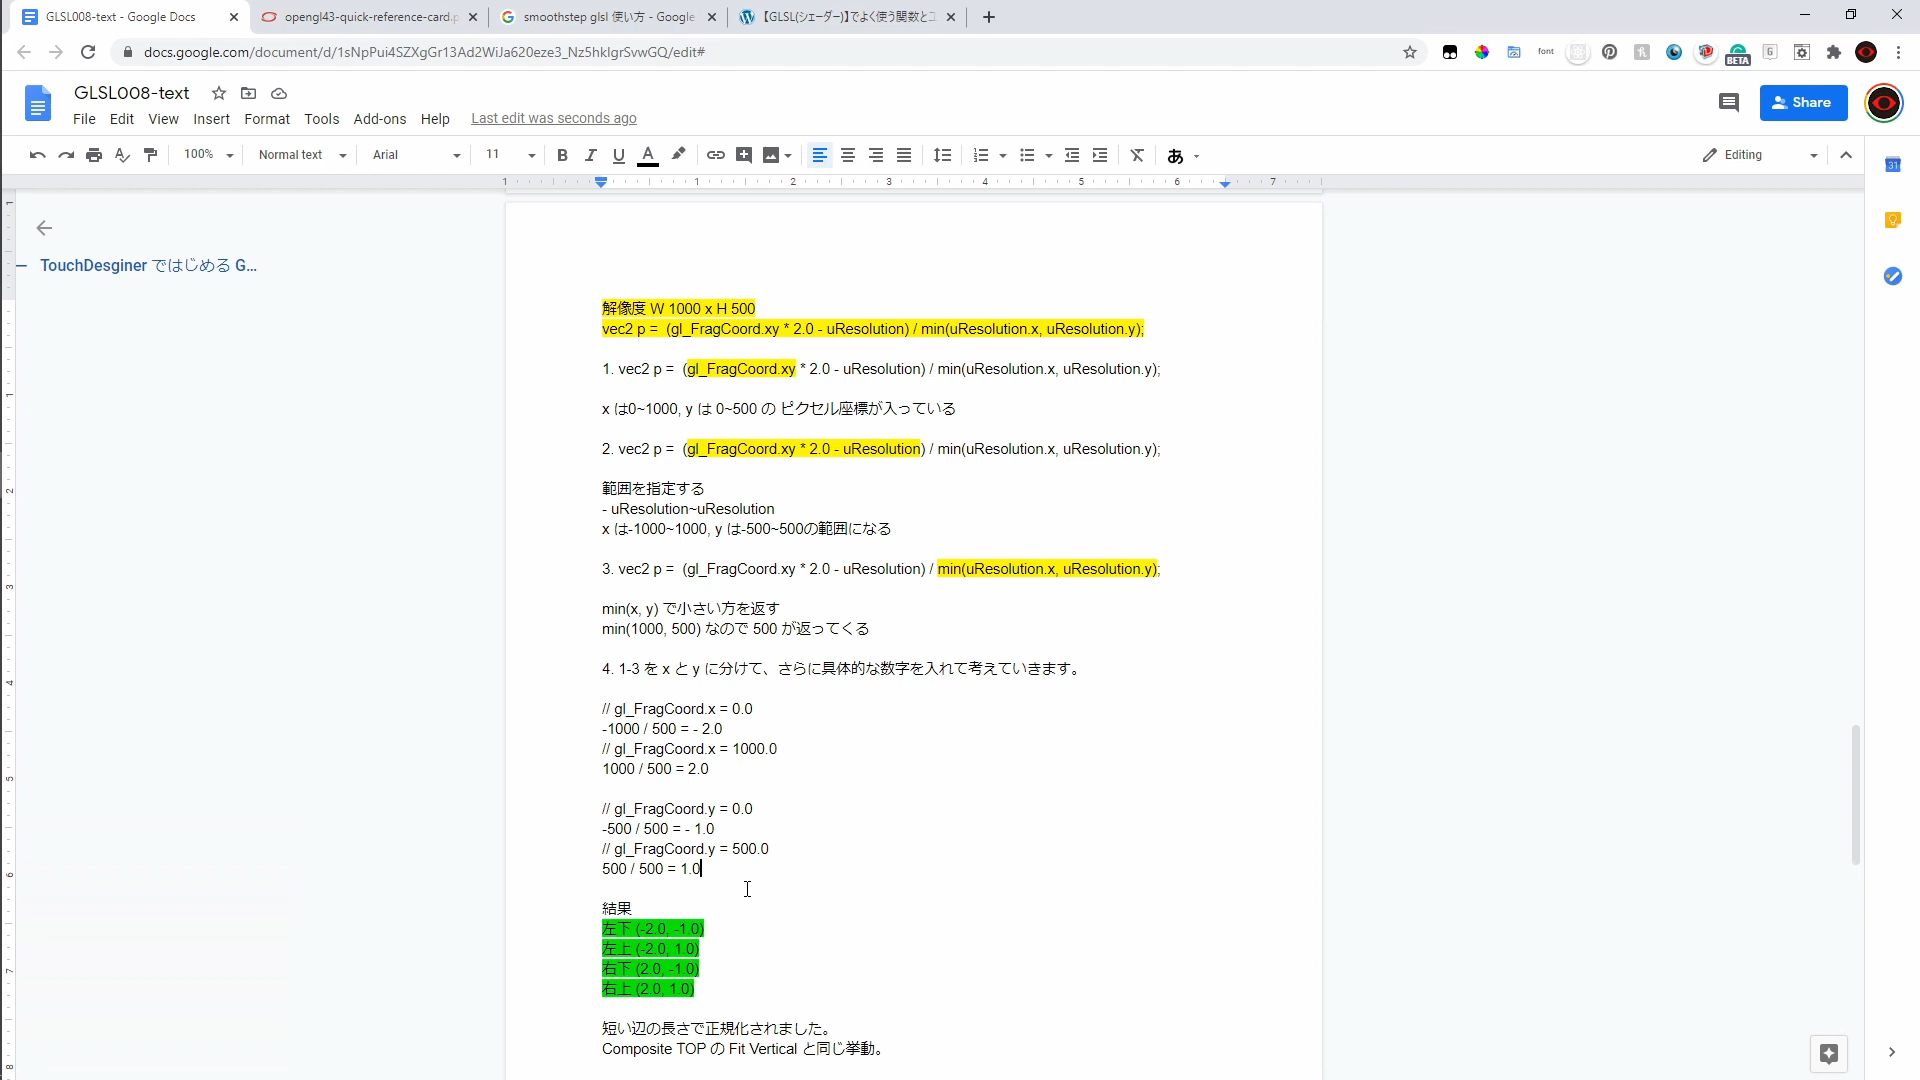 GLSL008-text - Google Docs
opengl43-quick-reference-card.p
smoothstep glsl 使い方 - Google
【GLSL(シェーダー)】でよく使う関数とユ
docs.google.com/document/d/1sNpPui4SZXgGr13Ad2WiJa620eze3_Nz5hklgrSvwGQ/edit#
font
BETA
GLSL008-text
Share
File Edit View Insert Format Tools Add-ons Help Last edit was seconds ago
100% Normal text Arial 11 B I U A あ Editing
31
1 1 2 3 4 5 6 7
TouchDesginer ではじめる G...
解像度 W 1000 x H 500
vec2 p = (gl_FragCoord.xy * 2.0 - uResolution) / min(uResolution.x, uResolution.y);
1. vec2 p = (gl_FragCoord.xy * 2.0 - uResolution) / min(uResolution.x, uResolution.y);
x は0~1000, y は 0~500 の ピクセル座標が入っている
2. vec2 p = (gl_FragCoord.xy * 2.0 - uResolution) / min(uResolution.x, uResolution.y);
範囲を指定する
- uResolution~uResolution
x は-1000~1000, y は-500~500の範囲になる
3. vec2 p = (gl_FragCoord.xy * 2.0 - uResolution) / min(uResolution.x, uResolution.y);
min(x, y) で小さい方を返す
min(1000, 500) なので 500 が返ってくる
4. 1-3 を x と y に分けて、さらに具体的な数字を入れて考えていきます。
// gl_FragCoord.x = 0.0
-1000 / 500 = - 2.0
// gl_FragCoord.x = 1000.0
1000 / 500 = 2.0
// gl_FragCoord.y = 0.0
-500 / 500 = - 1.0
// gl_FragCoord.y = 500.0
500 / 500 = 1.0
結果
左下 (-2.0, -1.0)
左上 (-2.0, 1.0)
右下 (2.0, -1.0)
右上 (2.0, 1.0)
短い辺の長さで正規化されました。
Composite TOP の Fit Vertical と同じ挙動。